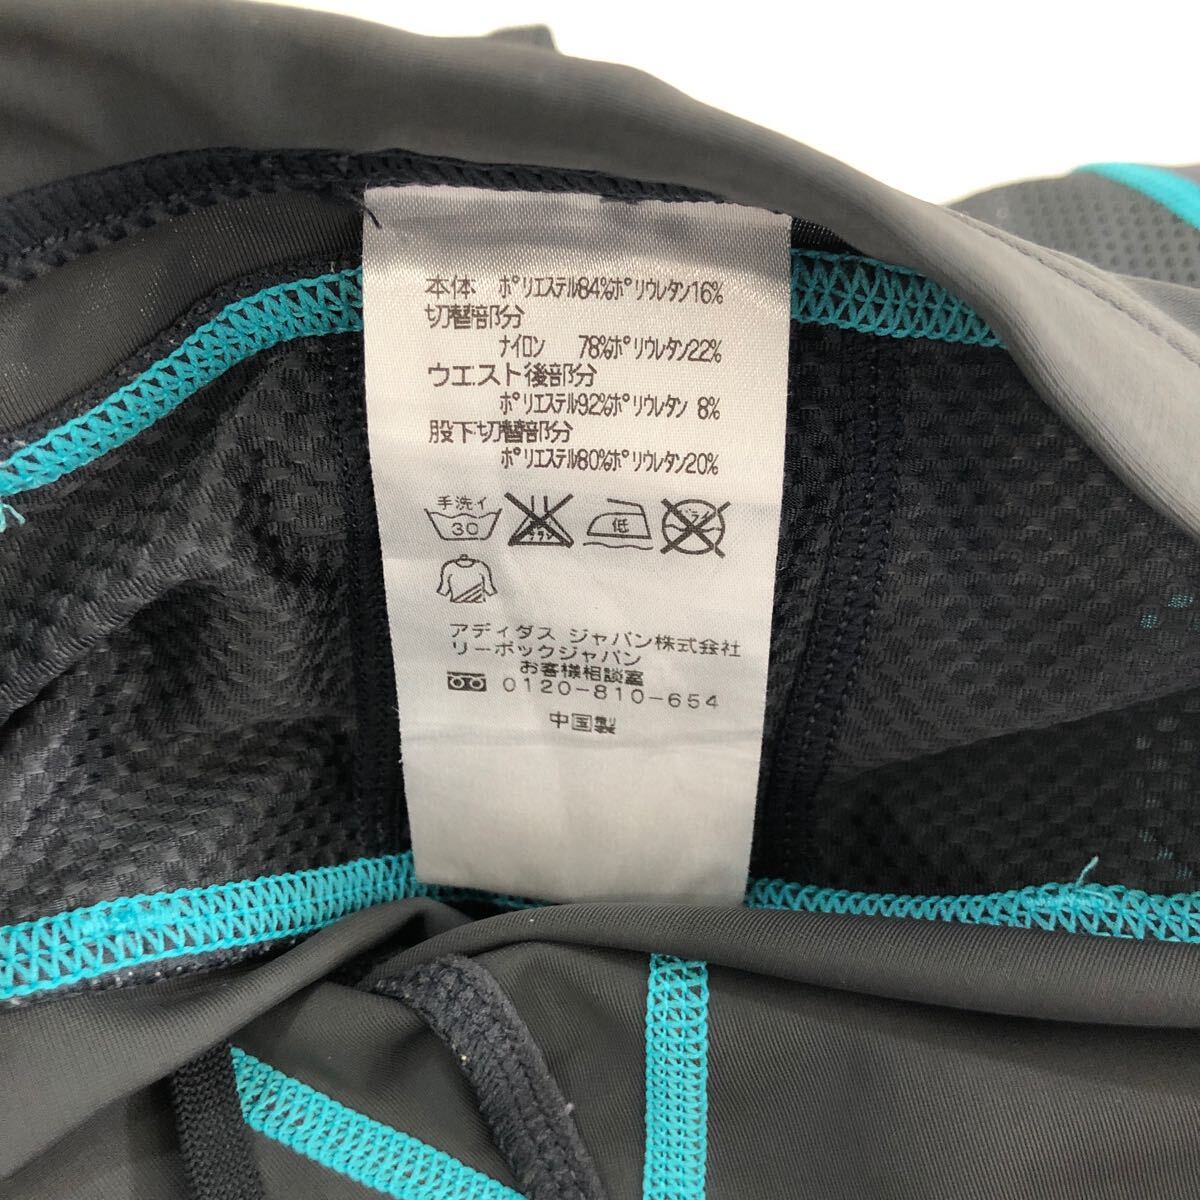 本体 ポリエステル84%ポリウレタン16%
切替部分
ナイロン 78%ポリウレタン22%
ウエスト後部分
ポリエステル92%ポリウレタン 8%
股下切替部分
ポリエステル80%ポリウレタン20%
手洗イ
30
低
アディダス ジャパン株式会社
リーボックジャパン
お客様相談室
0120-810-654
中国製